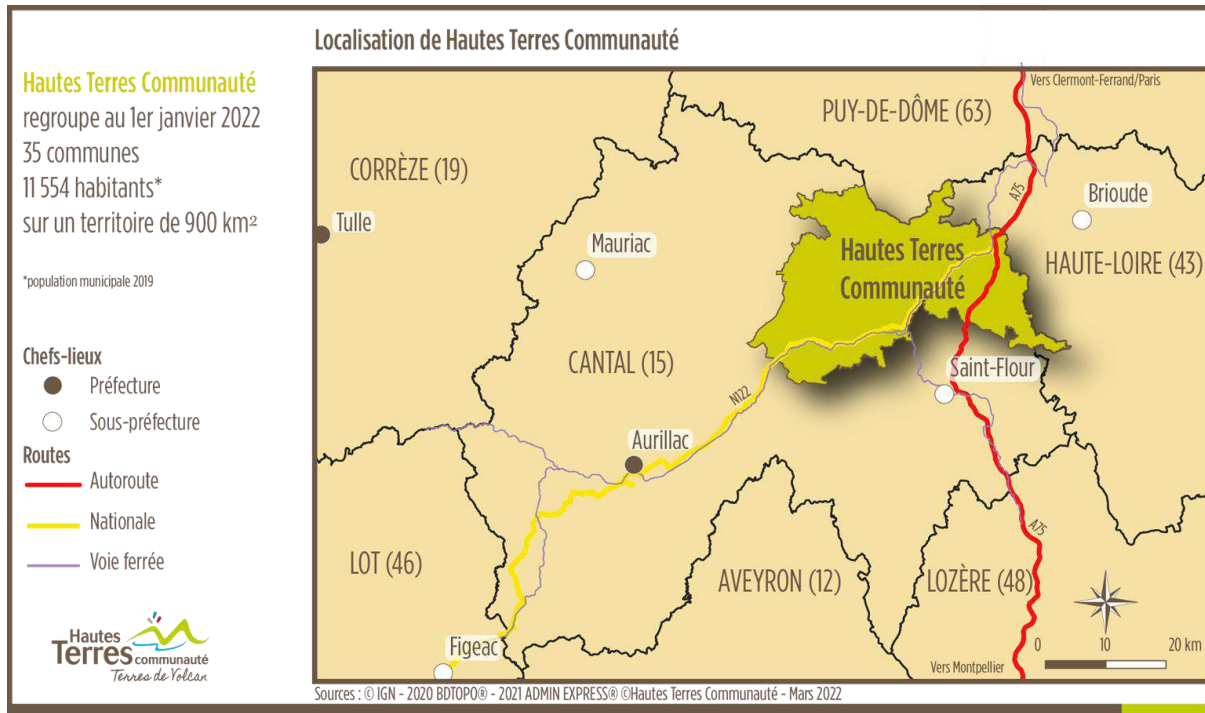 Localisation de Hautes Terres Communauté
Hautes Terres Communauté
regroupe au 1er janvier 2022
35 communes
11 554 habitants*
sur un territoire de 900 km²
*population municipale 2019
Chefs-lieux
Préfecture
Sous-préfecture
Routes
Autoroute
Nationale
Voie ferrée
Hautes
Terres communauté
Terres de Volcan
Vers Clermont-Ferrand/Paris
PUY-DE-DÔME (63)
CORRÈZE (19)
A75
Brioude
Tulle
Mauriac
Hautes Terres
Communauté
HAUTE-LOIRE (43)
CANTAL (15)
Saint-Flour
N122
Aurillac
A75
LOT (46)
AVEYRON (12)
LOZÈRE (48)
Figeac
0 10 20 km
Vers Montpellier
Sources : © IGN - 2020 BDTOPO® - 2021 ADMIN EXPRESS® ©Hautes Terres Communauté - Mars 2022